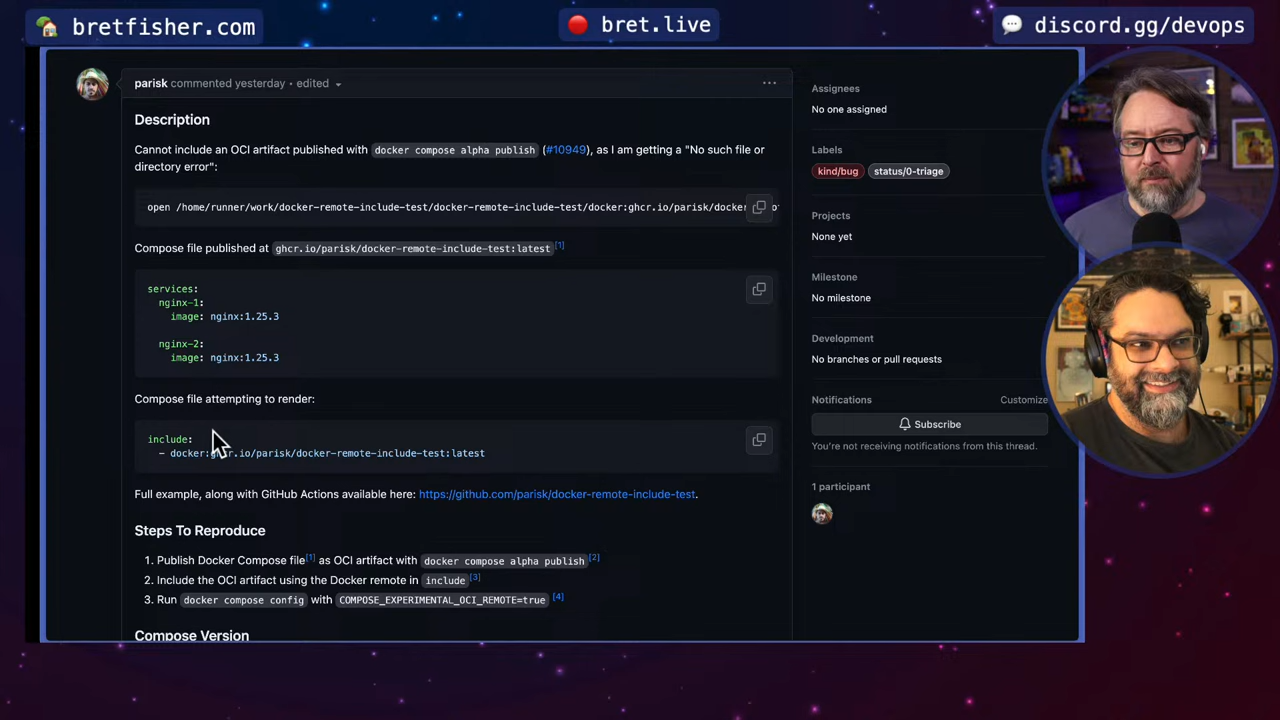 bretfisher.com
bret.live
discord.gg/devops
parisk commented yesterday • edited
Description
Cannot include an OCI artifact published with docker compose alpha publish (#10949), as I am getting a "No such file or
directory error":
open /home/runner/work/docker-remote-include-test/docker-remote-include-test/docker:ghcr.io/parisk/docker
Compose file published at ghcr.io/parisk/docker-remote-include-test:latest [1]
services:
nginx-1:
image: nginx:1.25.3
nginx-2:
image: nginx:1.25.3
Compose file attempting to render:
include:
- docker:ghcr.io/parisk/docker-remote-include-test:latest
Full example, along with GitHub Actions available here: https://github.com/parisk/docker-remote-include-test.
Steps To Reproduce
1. Publish Docker Compose file[1] as OCI artifact with docker compose alpha publish [2]
2. Include the OCI artifact using the Docker remote in include [3]
3. Run docker compose config with COMPOSE_EXPERIMENTAL_OCI_REMOTE=true [4]
Compose Version
Assignees
No one assigned
Labels
kind/bug status/0-triage
Projects
None yet
Milestone
No milestone
Development
No branches or pull requests
Notifications Customize
Subscribe
You're not receiving notifications from this thread.
1 participant